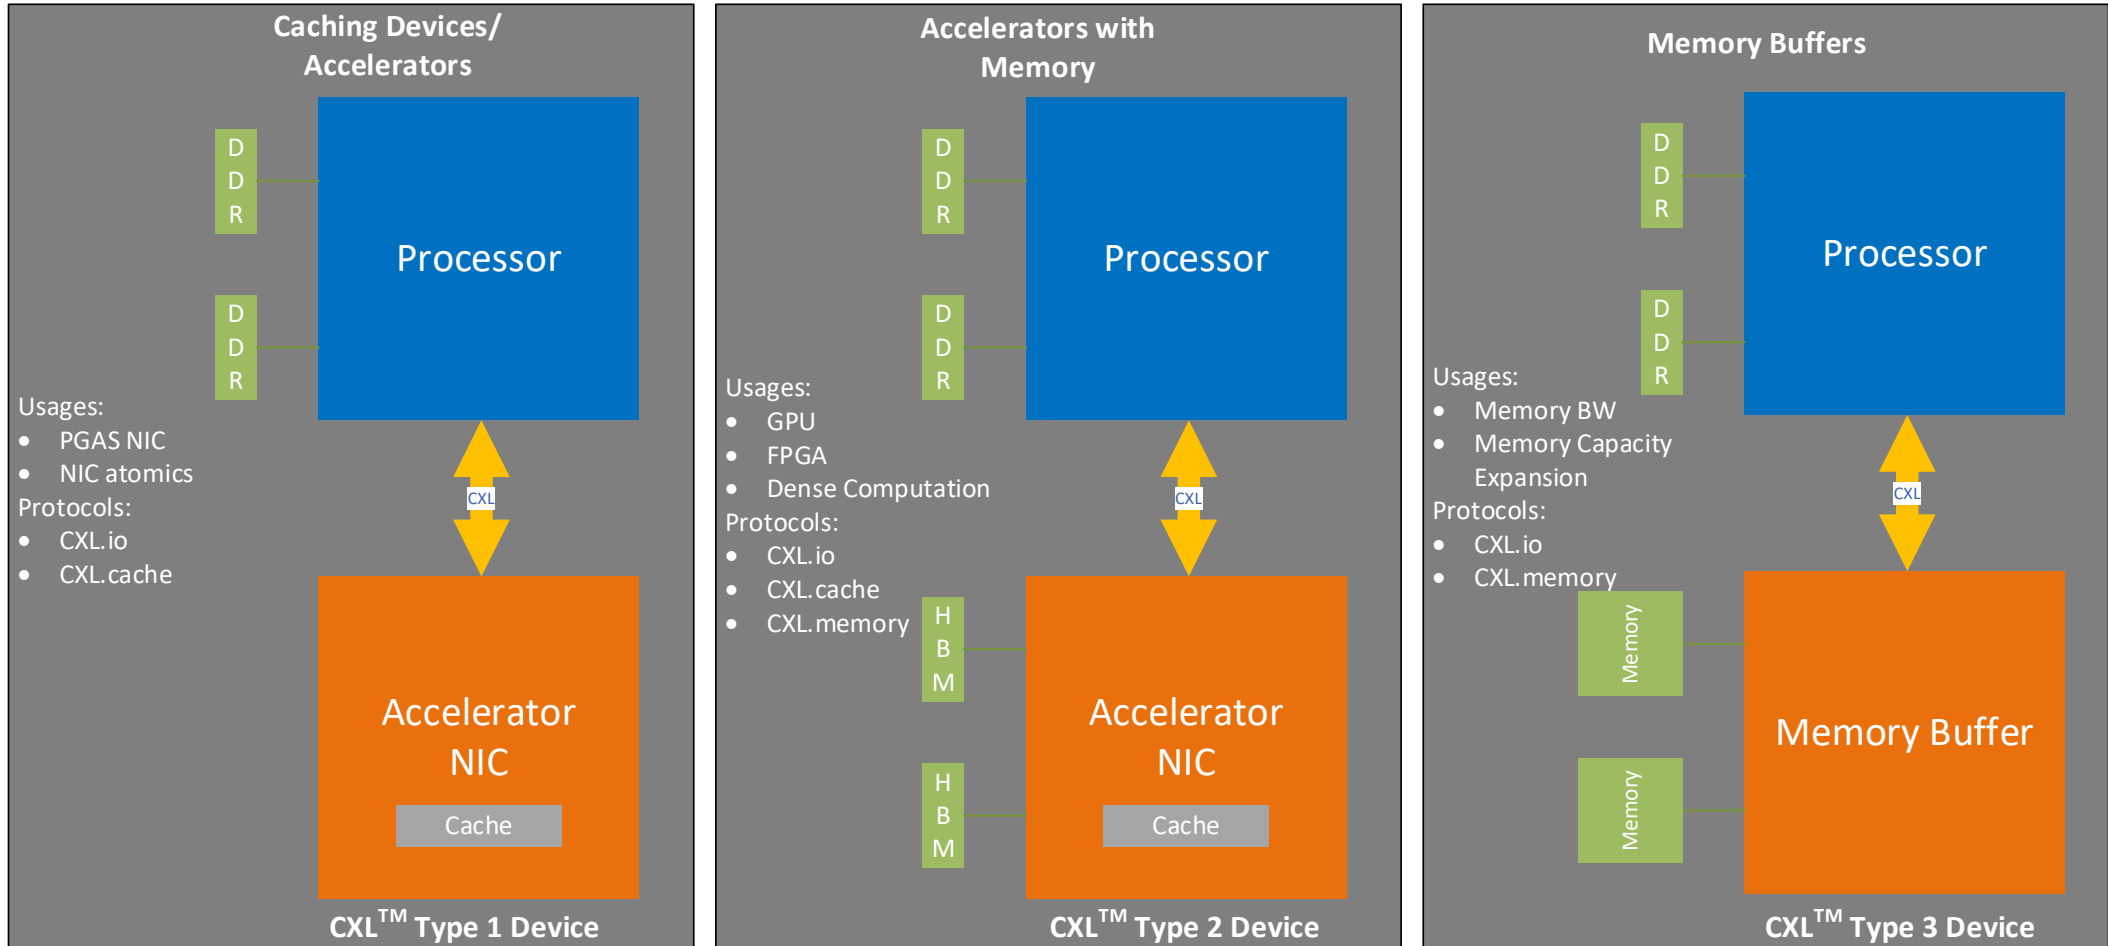 Caching Devices/
Accelerators
D
D
R
Processor
D
D
R
Usages:
• PGAS NIC
• NIC atomics
Protocols:
• CXL.io
• CXL.cache
CXL
Accelerator
NIC
Cache
CXL™ Type 1 Device
Accelerators with
Memory
D
D
R
Processor
D
D
R
Usages:
• GPU
• FPGA
• Dense Computation
Protocols:
• CXL.io
• CXL.cache
• CXL.memory
CXL
H
B
M
Accelerator
NIC
H
B
M
Cache
CXL™ Type 2 Device
Memory Buffers
D
D
R
Processor
D
D
R
Usages:
• Memory BW
• Memory Capacity
Expansion
Protocols:
• CXL.io
• CXL.memory
CXL
Memory
Memory Buffer
Memory
CXL™ Type 3 Device